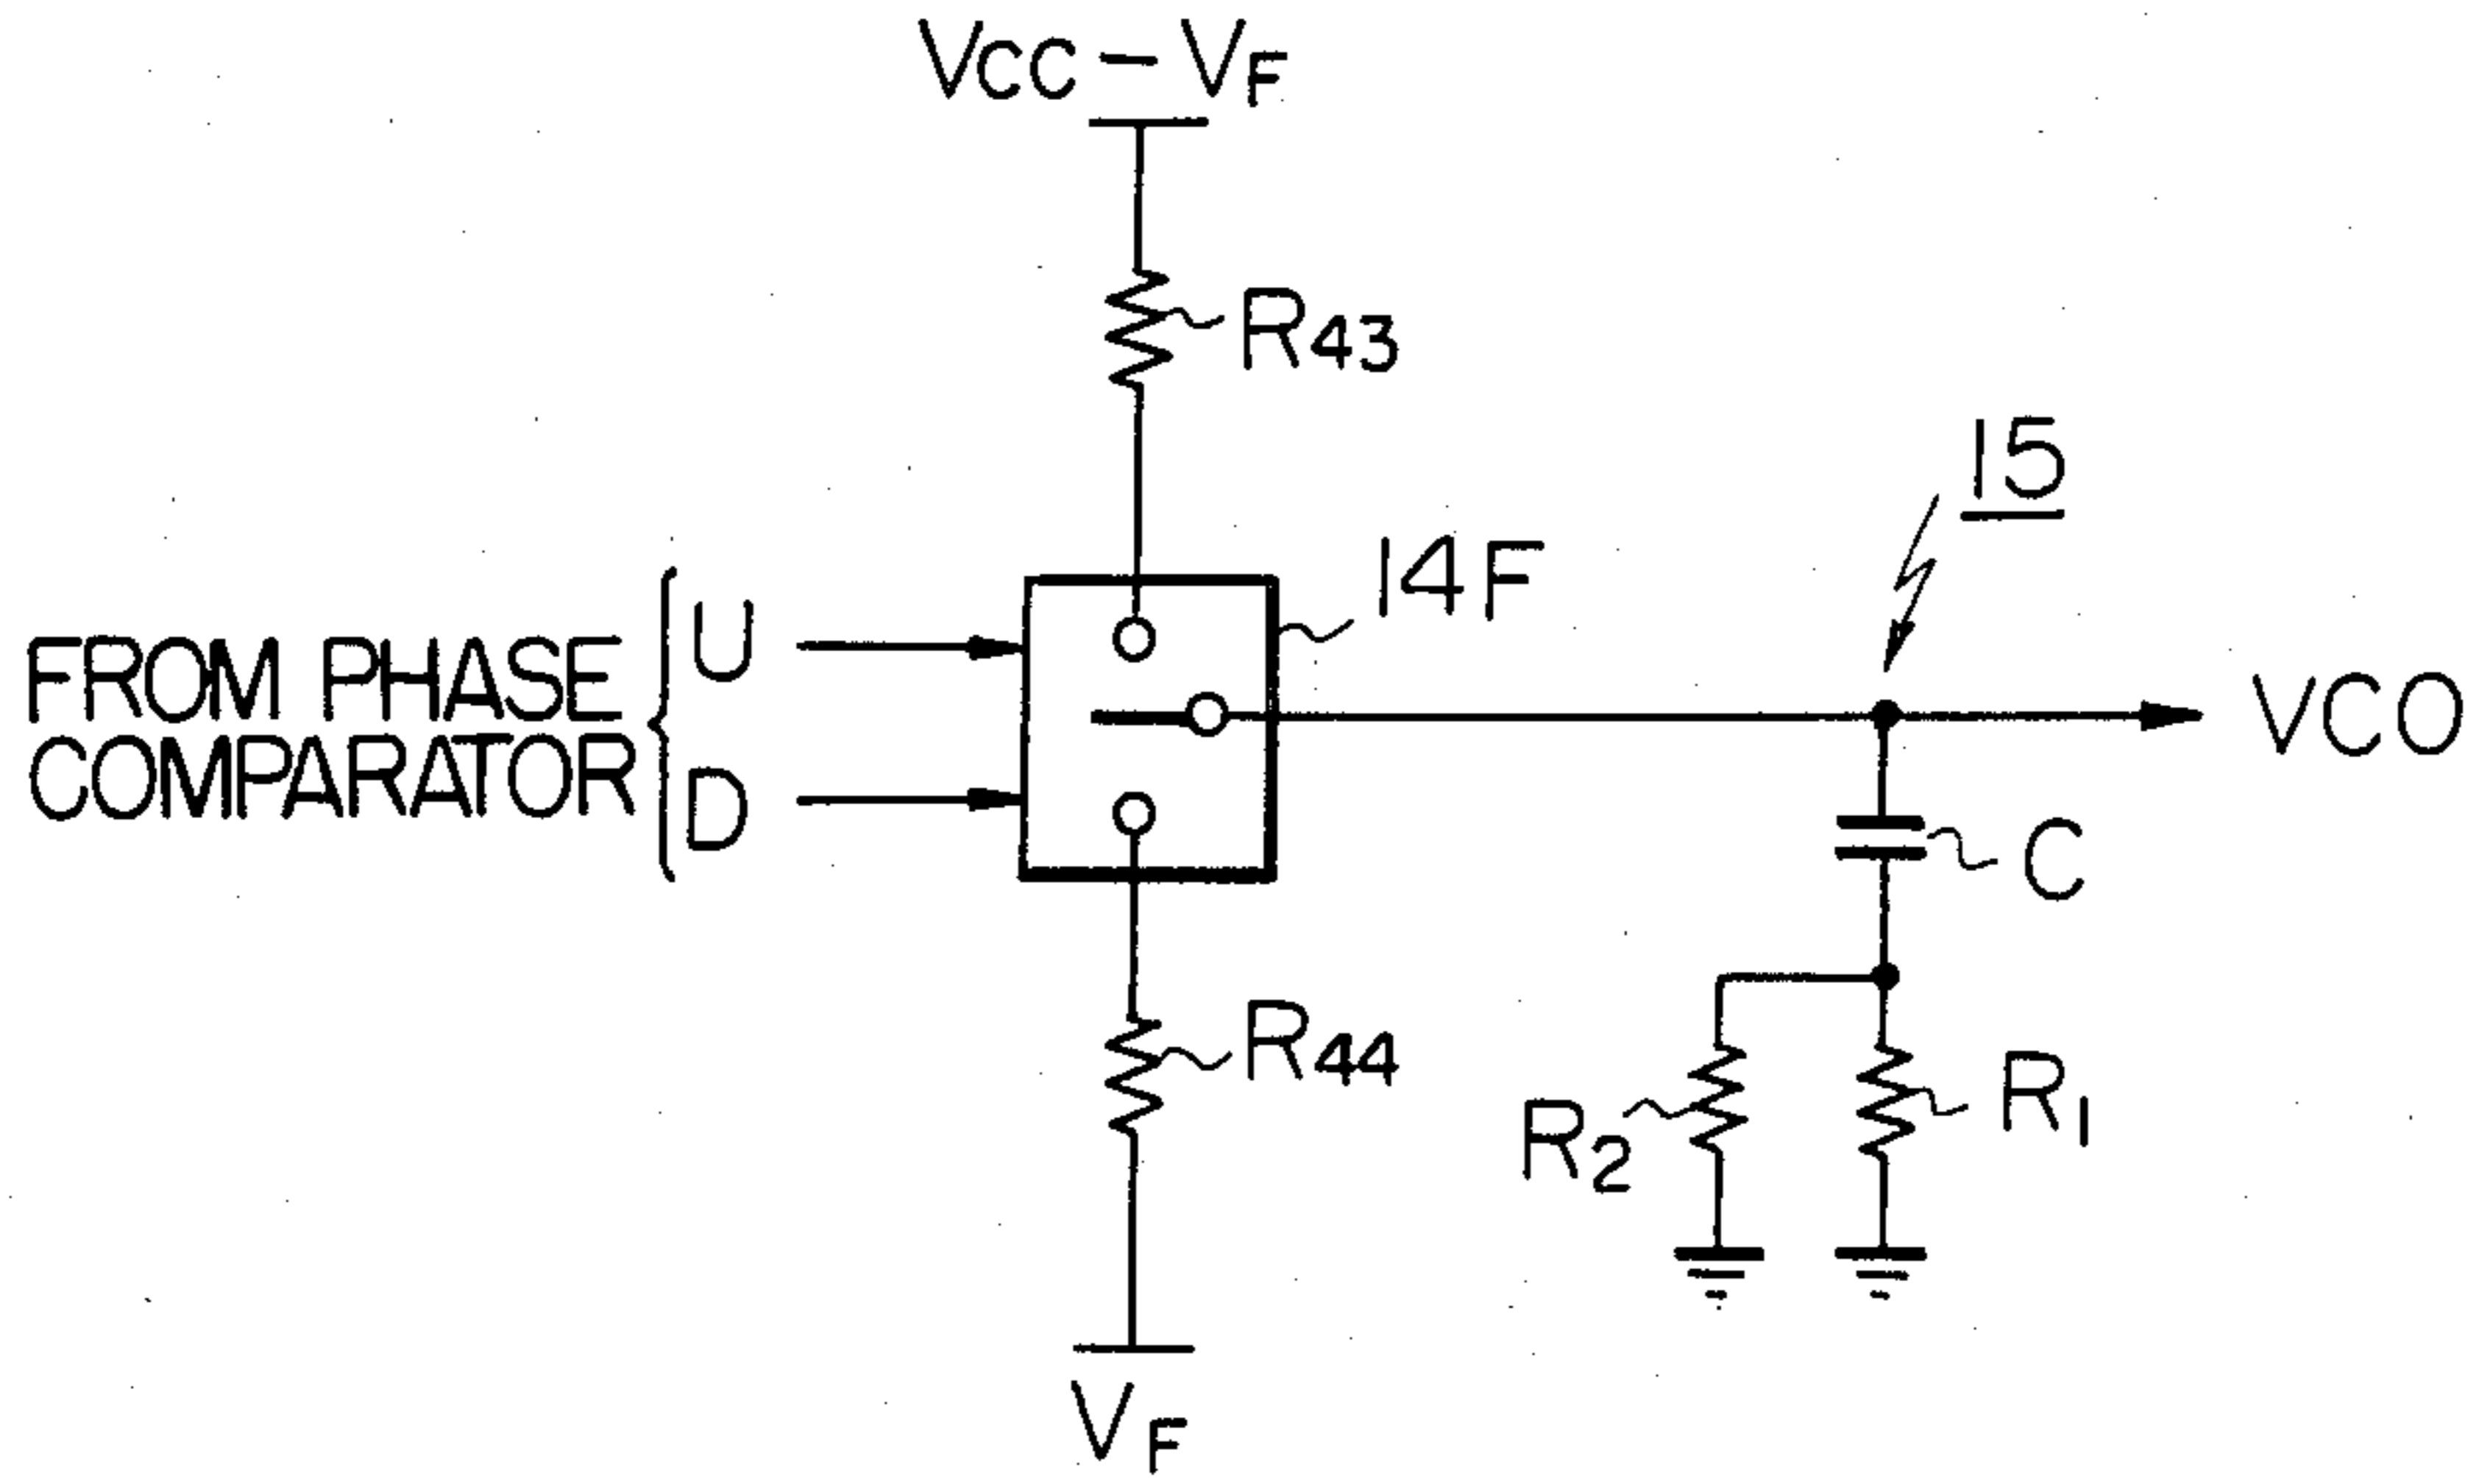 VCC – VF
R43
15
14F
FROM PHASE
COMPARATOR
U
D
VCO
C
R44
R2
R1
VF